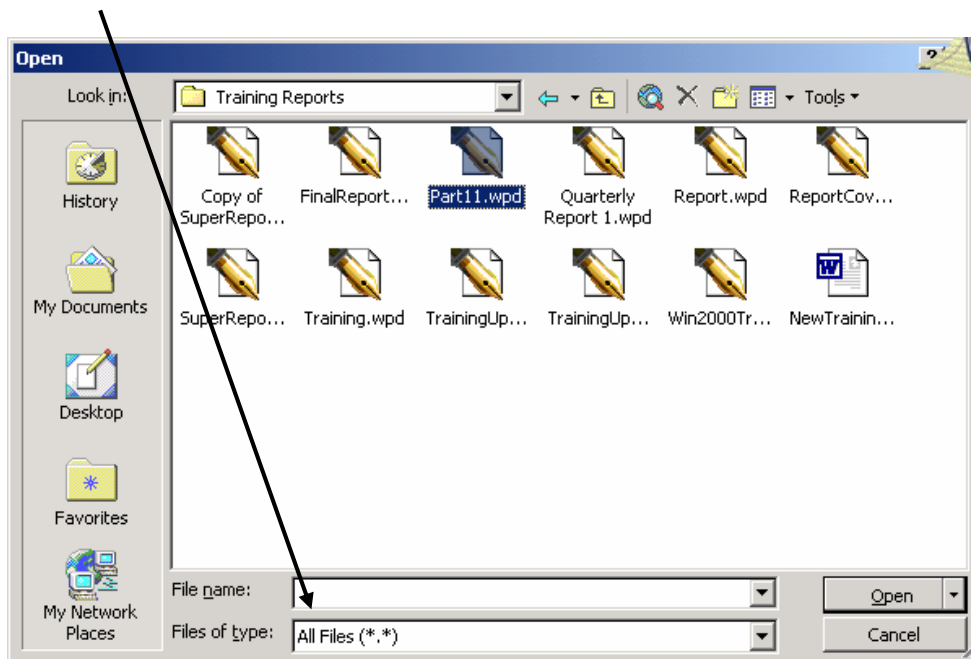 Open
Look in:
Training Reports
Tools
History
My Documents
Desktop
Favorites
My Network
Places
Copy of
SuperRepo...
FinalReport...
Part11.wpd
Quarterly
Report 1.wpd
Report.wpd
ReportCov...
SuperRepo...
Training.wpd
TrainingUp...
TrainingUp...
Win2000Tr...
NewTrainin...
File name:
Open
Files of type:
All Files (*.*)
Cancel